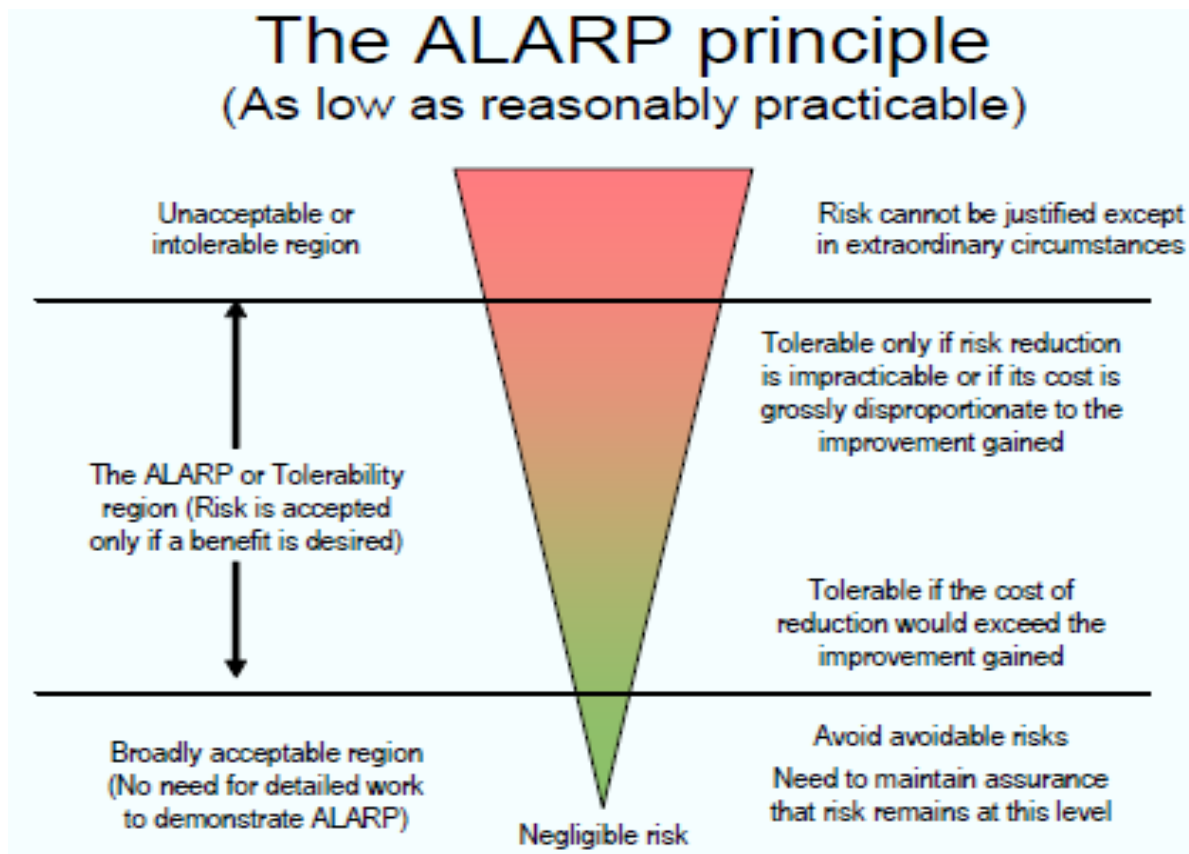 The ALARP principle
(As low as reasonably practicable)
Unacceptable or
intolerable region
Risk cannot be justified except
in extraordinary circumstances
Tolerable only if risk reduction
is impracticable or if its cost is
grossly disproportionate to the
improvement gained
The ALARP or Tolerability
region (Risk is accepted
only if a benefit is desired)
Tolerable if the cost of
reduction would exceed the
improvement gained
Broadly acceptable region
(No need for detailed work
to demonstrate ALARP)
Avoid avoidable risks
Need to maintain assurance
that risk remains at this level
Negligible risk